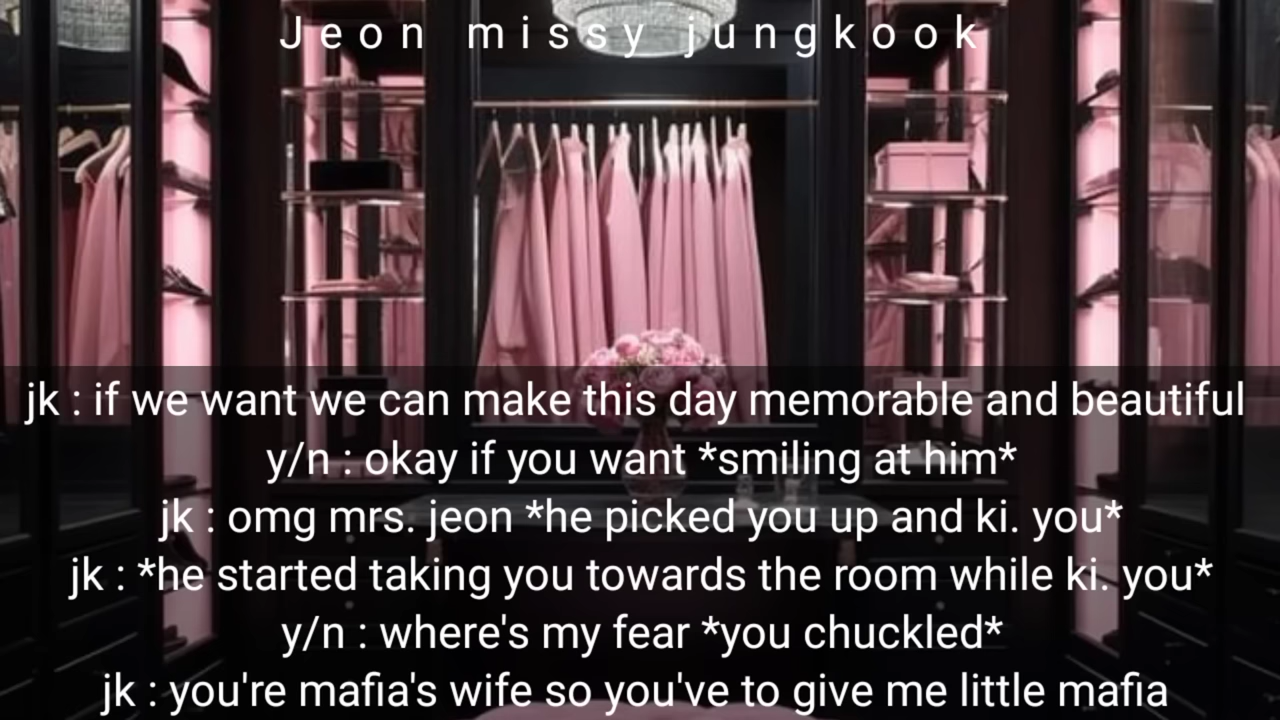 Jeon missy jungkook
jk : if we want we can make this day memorable and beautiful
y/n : okay if you want *smiling at him*
jk : omg mrs. jeon *he picked you up and ki. you*
jk : *he started taking you towards the room while ki. you*
y/n : where's my fear *you chuckled*
jk : you're mafia's wife so you've to give me little mafia